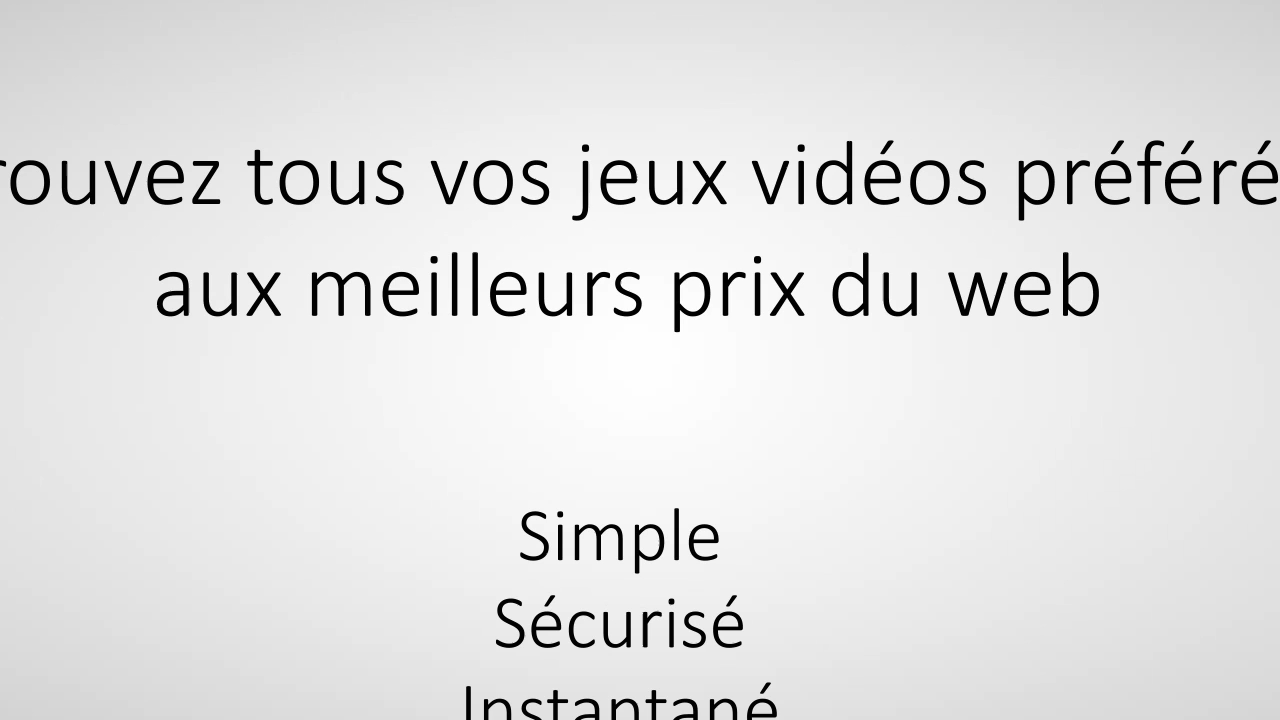 rouvez tous vos jeux vidéos préféré
aux meilleurs prix du web
Simple
Sécurisé
Instantané